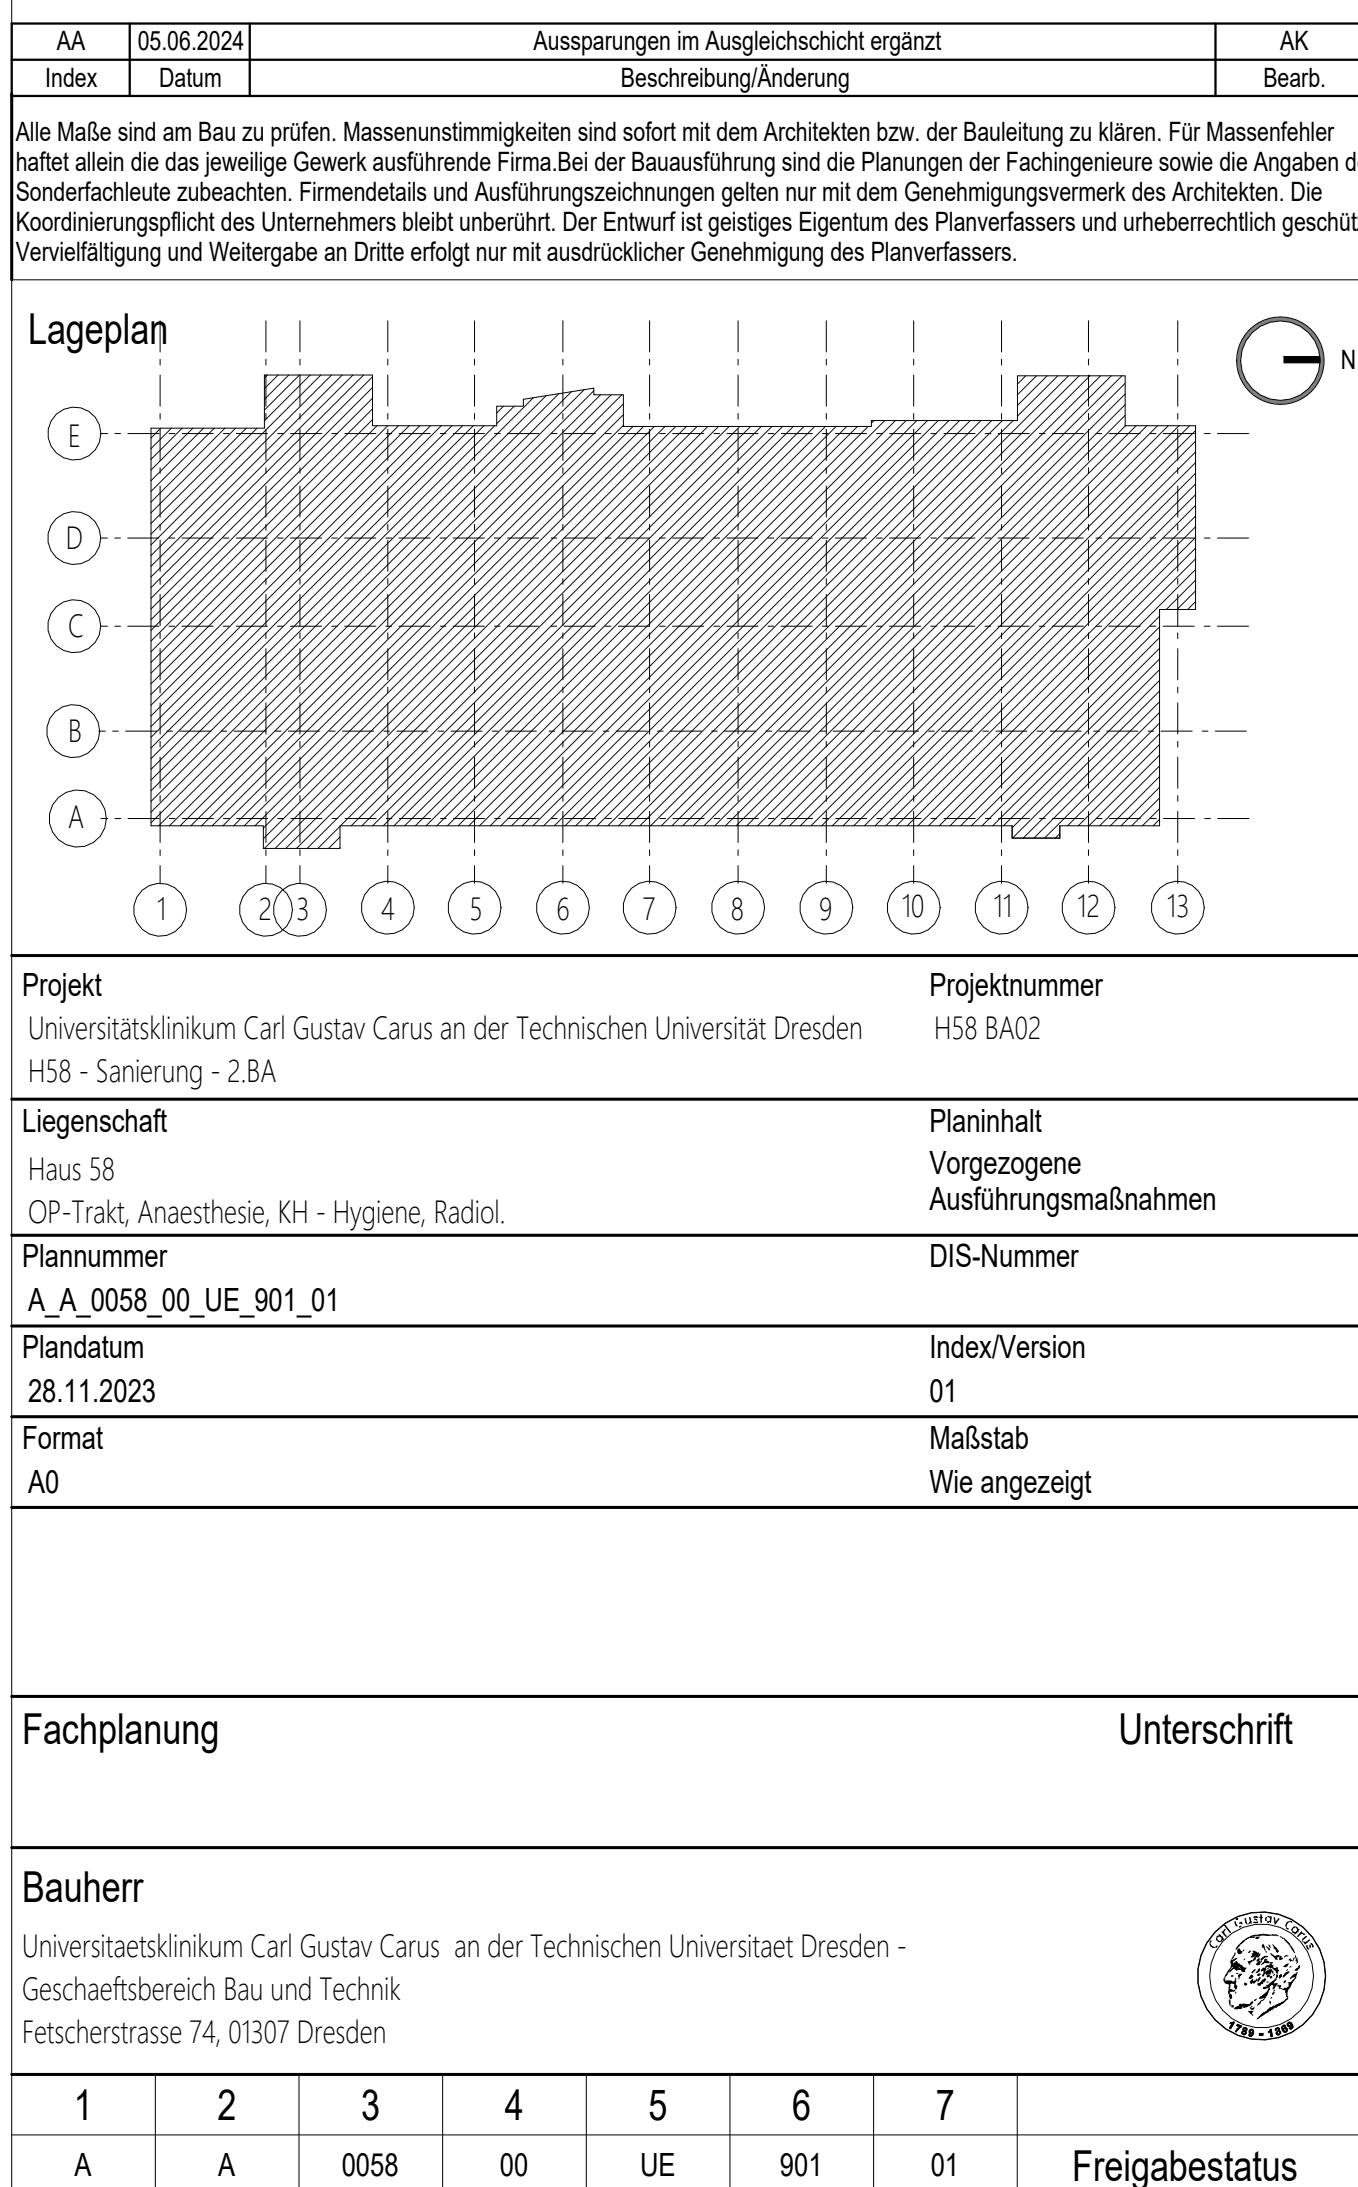 AA 05.06.2024 Aussparungen im Ausgleichschicht ergänzt AK
Index Datum Beschreibung/Änderung Bearb.
Alle Maße sind am Bau zu prüfen. Massenunstimmigkeiten sind sofort mit dem Architekten bzw. der Bauleitung zu klären. Für Massenfehler
haftet allein die das jeweilige Gewerk ausführende Firma.Bei der Bauausführung sind die Planungen der Fachingenieure sowie die Angaben
Sonderfachleute zubeachten. Firmendetails und Ausführungszeichnungen gelten nur mit dem Genehmigungsvermerk des Architekten. Die
Koordinierungspflicht des Unternehmers bleibt unberührt. Der Entwurf ist geistiges Eigentum des Planverfassers und urheberrechtlich
Vervielfältigung und Weitergabe an Dritte erfolgt nur mit ausdrücklicher Genehmigung des Planverfassers.
Lageplan
N
E
D
C
B
A
1 2 3 4 5 6 7 8 9 10 11 12 13
Projekt Projektnummer
Universitätsklinikum Carl Gustav Carus an der Technischen Universität Dresden H58 BA02
H58 - Sanierung - 2.BA
Liegenschaft Planinhalt
Haus 58 Vorgezogene
OP-Trakt, Anaesthesie, KH - Hygiene, Radiol. Ausführungsmaßnahmen
Plannummer DIS-Nummer
A_A_0058_00_UE_901_01
Plandatum Index/Version
28.11.2023 01
Format Maßstab
A0 Wie angezeigt
Fachplanung Unterschrift
Bauherr
Universitaetsklinikum Carl Gustav Carus an der Technischen Universitaet Dresden -
Geschaeftsbereich Bau und Technik
Fetscherstrasse 74, 01307 Dresden
Carl Gustav Carus
1789 - 1869
1 2 3 4 5 6 7
A A 0058 00 UE 901 01 Freigabestatus